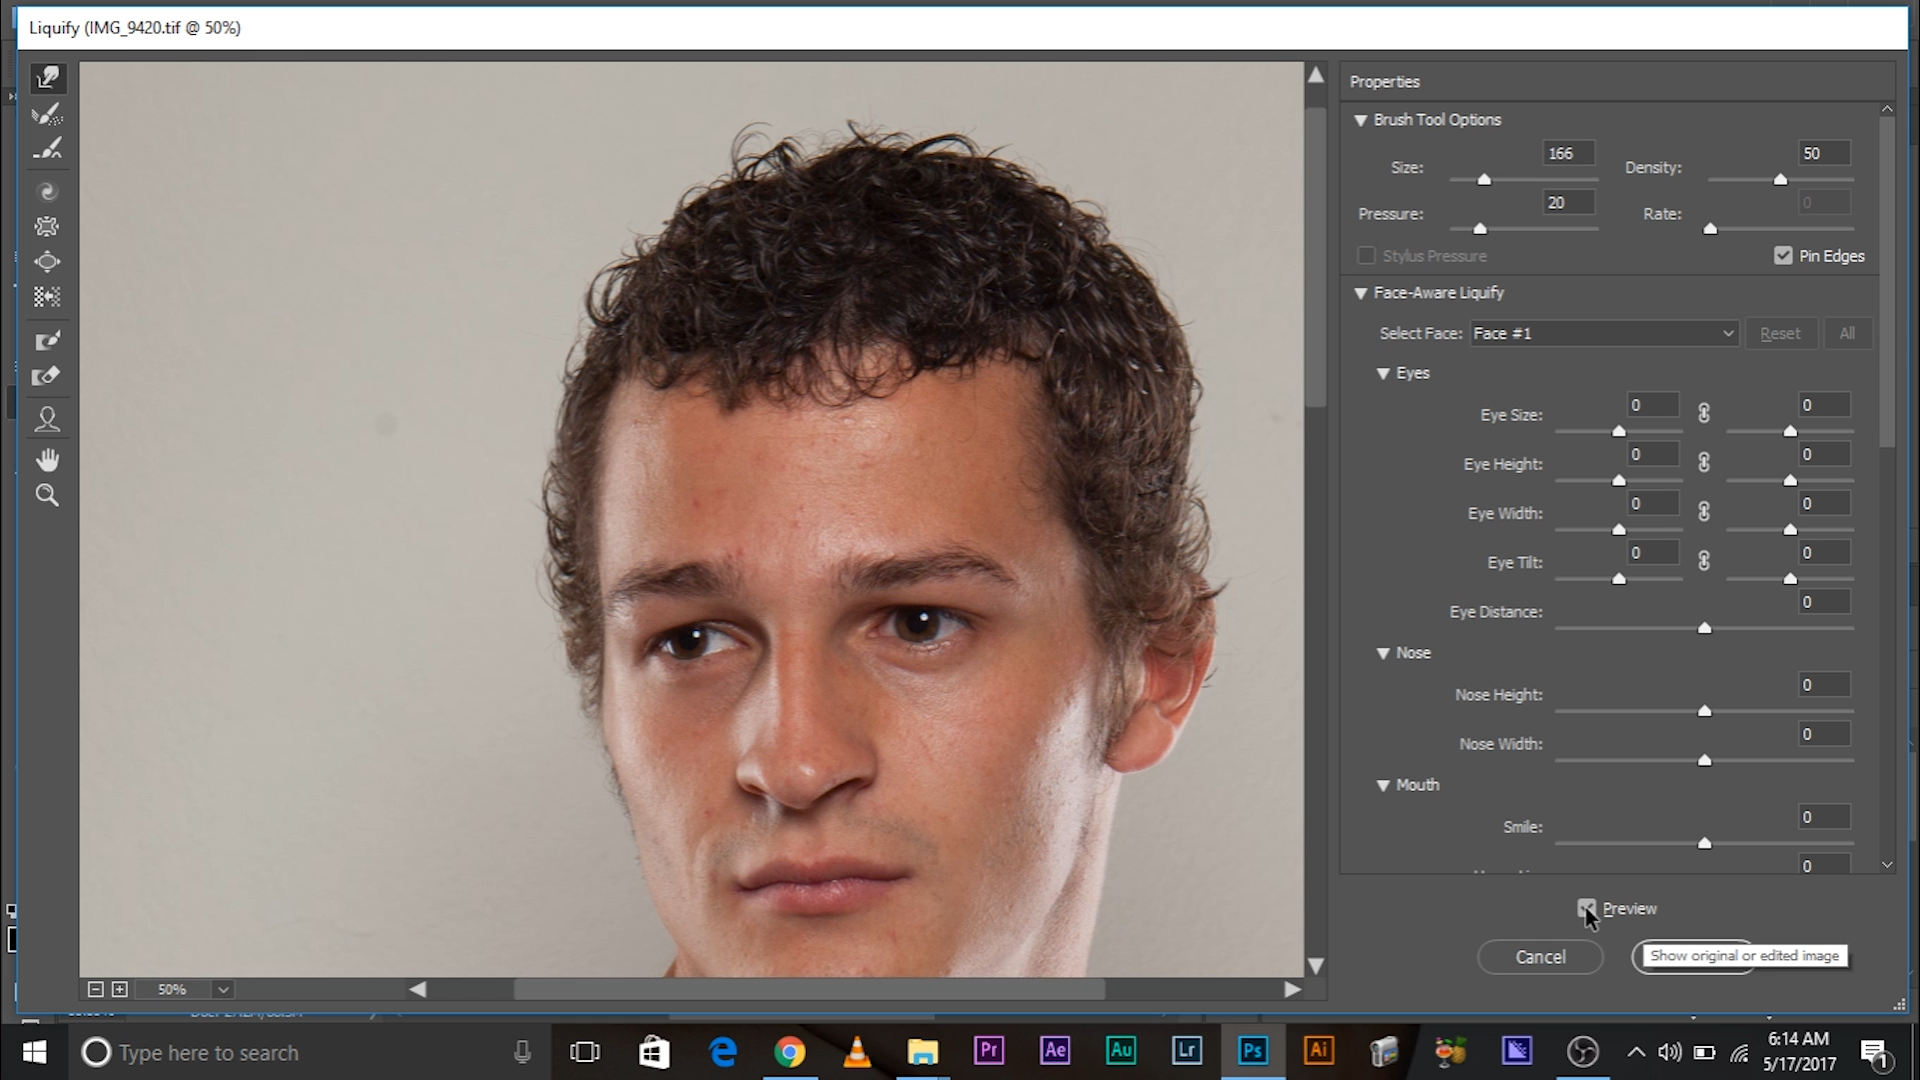 Liquify (IMG_9420.tif @ 50%)
Properties
Brush Tool Options
Size: 166 Density: 50
Pressure: 20 Rate: 0
Stylus Pressure Pin Edges
Face-Aware Liquify
Select Face: Face #1 Reset All
Eyes
Eye Size: 0 0
Eye Height: 0 0
Eye Width: 0 0
Eye Tilt: 0 0
Eye Distance: 0
Nose
Nose Height: 0
Nose Width: 0
Mouth
Smile: 0
0
Preview
Cancel Show original or edited image
50%
Type here to search
Pr Ae Au Lr Ps Ai
6:14 AM
5/17/2017
1